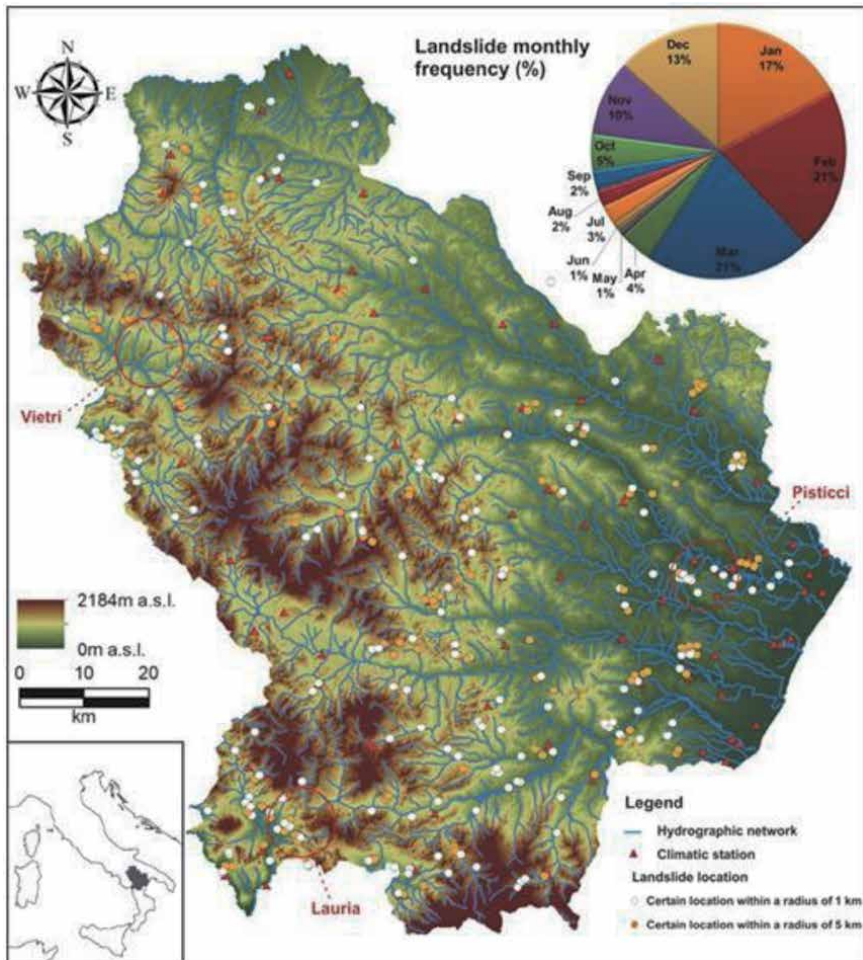 Landslide monthly
frequency (%)
N
W E
S
Dec
13%
Jan
17%
Nov
10%
Feb
21%
Oct
5%
Sep
2%
Aug
2%
Jul
3%
Jun
1%
May
1%
Apr
4%
Mar
21%
Vietri
Pisticci
2184m a.s.l.
0m a.s.l.
0 10 20
km
Lauria
Legend
Hydrographic network
Climatic station
Landslide location
Certain location within a radius of 1 km
Certain location within a radius of 5 km